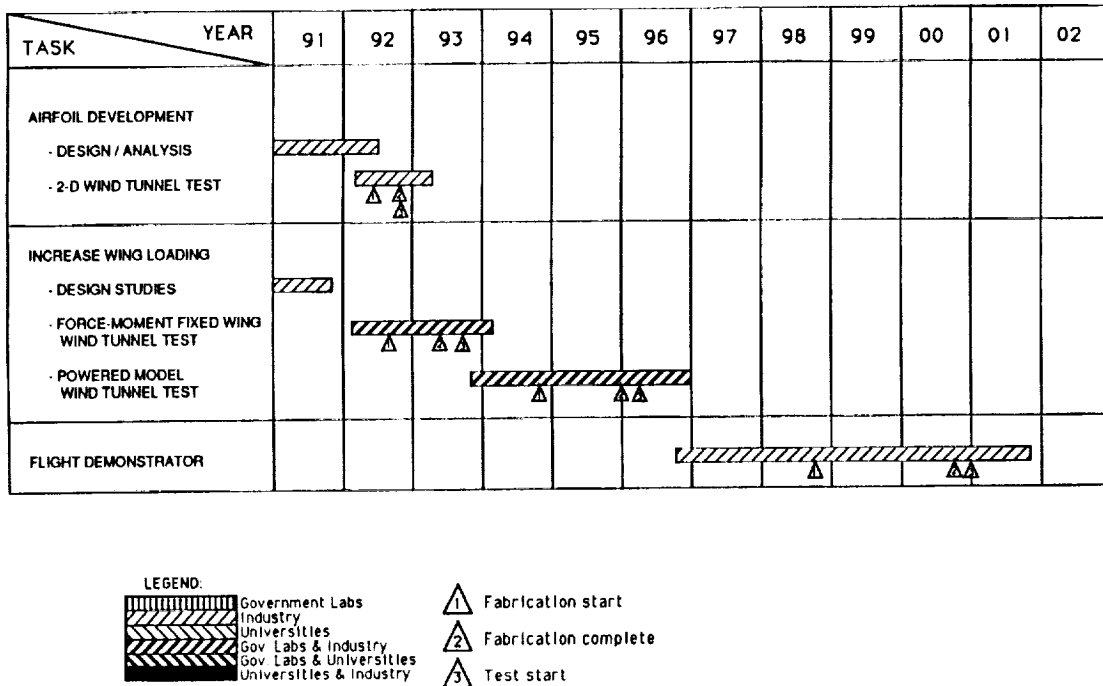 TASK YEAR 91 92 93 94 95 96 97 98 99 00 01 02
AIRFOIL DEVELOPMENT
- DESIGN / ANALYSIS
- 2-D WIND TUNNEL TEST
INCREASE WING LOADING
- DESIGN STUDIES
- FORCE-MOMENT FIXED WING
WIND TUNNEL TEST
- POWERED MODEL
WIND TUNNEL TEST
FLIGHT DEMONSTRATOR
LEGEND:
Government Labs
Industry
Universities
Gov. Labs & Industry
Gov. Labs & Universities
Universities & Industry
1 Fabrication start
2 Fabrication complete
3 Test start